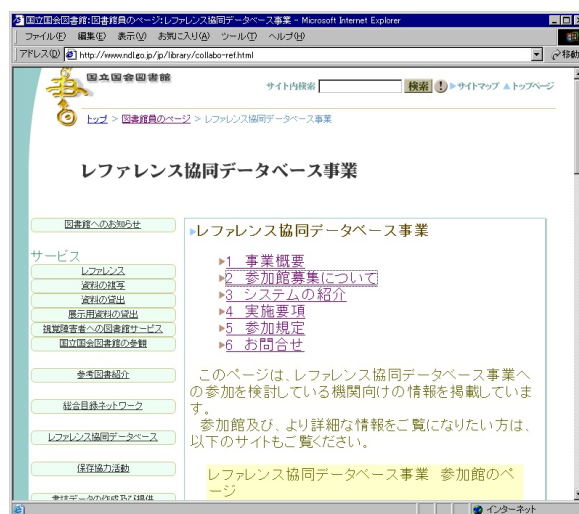 国立国会図書館:図書館員のページ:レファレンス協同データベース事業 - Microsoft Internet Explorer
ファイル(F) 編集(E) 表示(V) お気に入り(A) ツール(T) ヘルプ(H)
アドレス(D) http://www.ndl.go.jp/jp/library/collabo-ref.html 移動
国立国会図書館
サイト内検索 検索 サイトマップ ▲トップページ
トップ > 図書館員のページ > レファレンス協同データベース事業
レファレンス協同データベース事業
図書館へのお知らせ
サービス
レファレンス
資料の複写
資料の貸出
展示用資料の貸出
視覚障害者への図書館サービス
国立国会図書館の参観
参考図書紹介
総合目録ネットワーク
レファレンス協同データベース
保存協力活動
書誌データの作成及び提供
レファレンス協同データベース事業
1 事業概要
2 参加館募集について
3 システムの紹介
4 実施要項
5 参加規定
6 お問合せ
このページは、レファレンス協同データベース事業へ
の参加を検討している機関向けの情報を掲載していま
す。
参加館及び、より詳細な情報をご覧になりたい方は、
以下のサイトもご覧ください。
レファレンス協同データベース事業 参加館のペ
ージ
インターネット